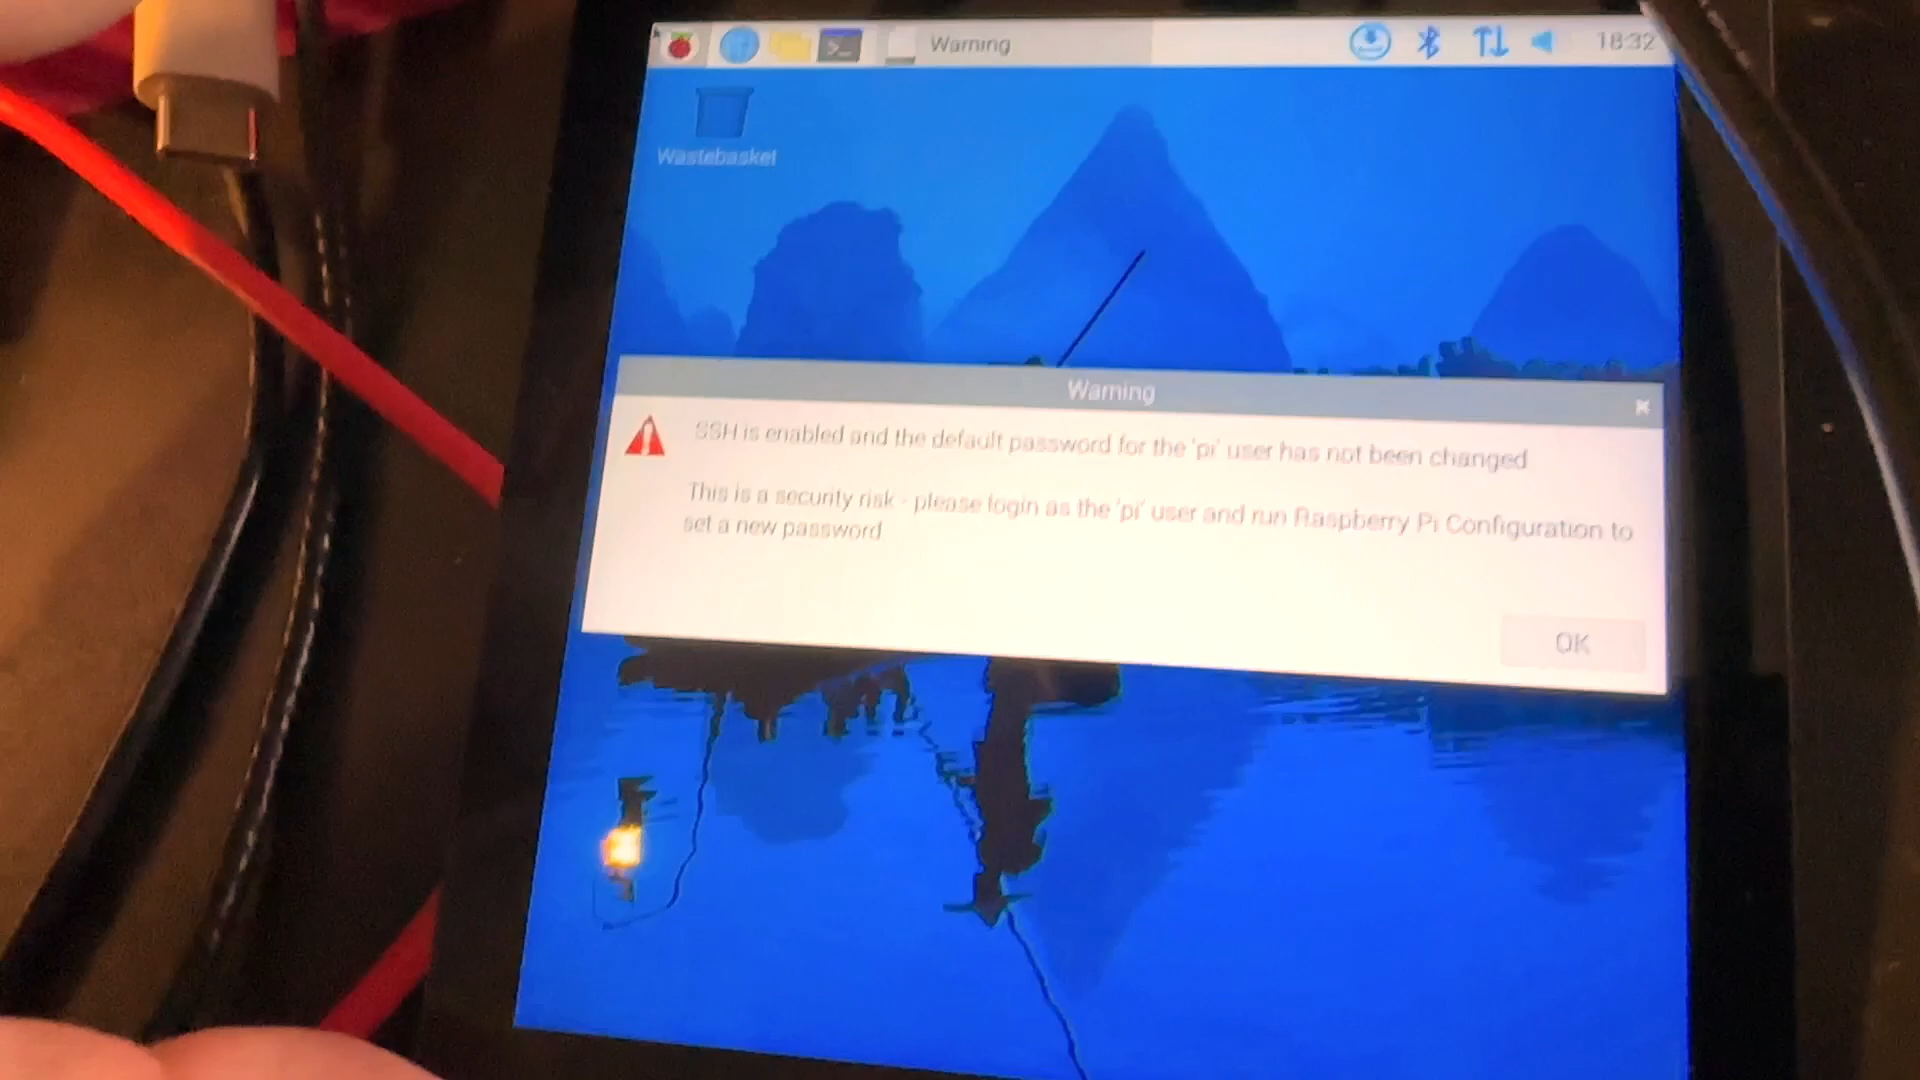 Warning
18:32
Wastebasket
Warning
SSH is enabled and the default password for the 'pi' user has not been changed
This is a security risk - please login as the 'pi' user and run Raspberry Pi Configuration to
set a new password
OK